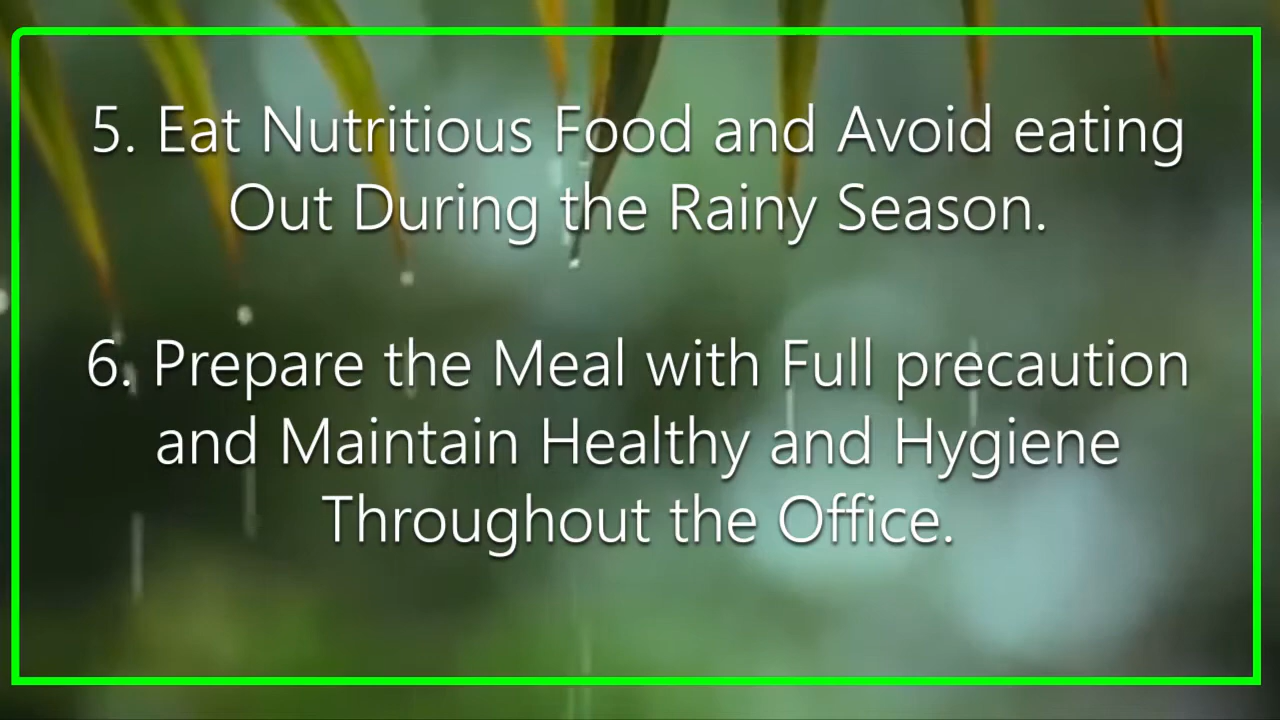 5. Eat Nutritious Food and Avoid eating
Out During the Rainy Season.
6. Prepare the Meal with Full precaution
and Maintain Healthy and Hygiene
Throughout the Office.